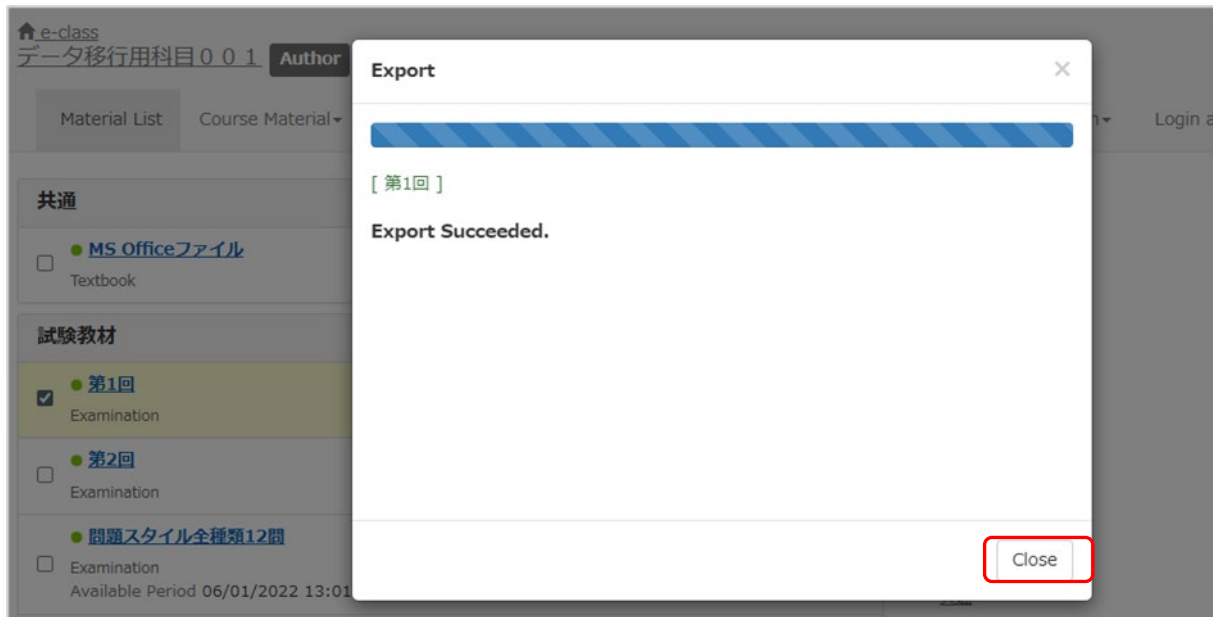 e-class
データ移行用科目００１ Author
Material List Course Material
Login a
共通
MS Officeファイル
Textbook
試験教材
第1回
Examination
第2回
Examination
問題スタイル全種類12問
Examination
Available Period 06/01/2022 13:01
Export
×
[ 第1回 ]
Export Succeeded.
Close